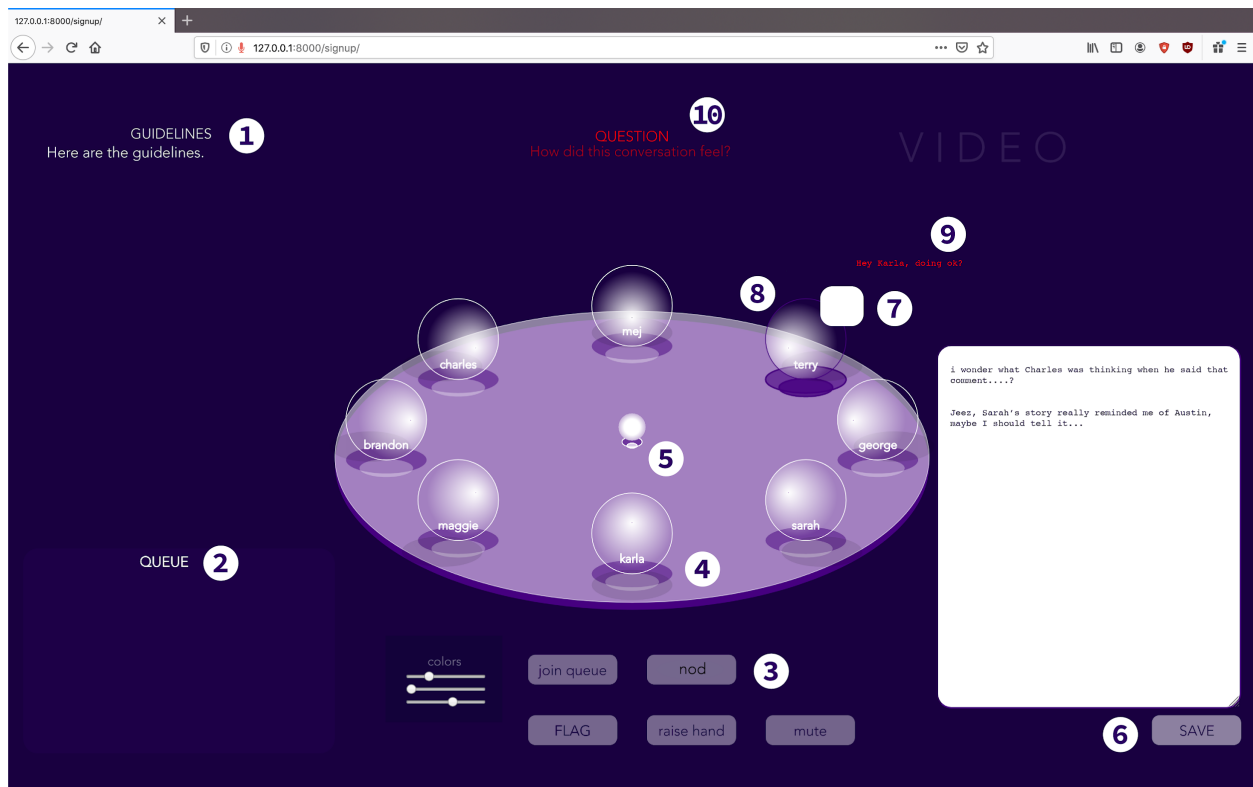 127.0.0.1:8000/signup/
127.0.0.1:8000/signup/
10
GUIDELINES
1
QUESTION
Here are the guidelines.
How did this conversation feel?
VIDEO
9
Hey Karla, doing ok?
8
7
mej
charles
terry
i wonder what Charles was thinking when he said that
comment....?
Jeez, Sarah's story really reminded me of Austin,
maybe I should tell it...
brandon
george
5
maggie
sarah
karla
4
QUEUE
2
colors
join queue
nod
3
FLAG
raise hand
mute
6
SAVE